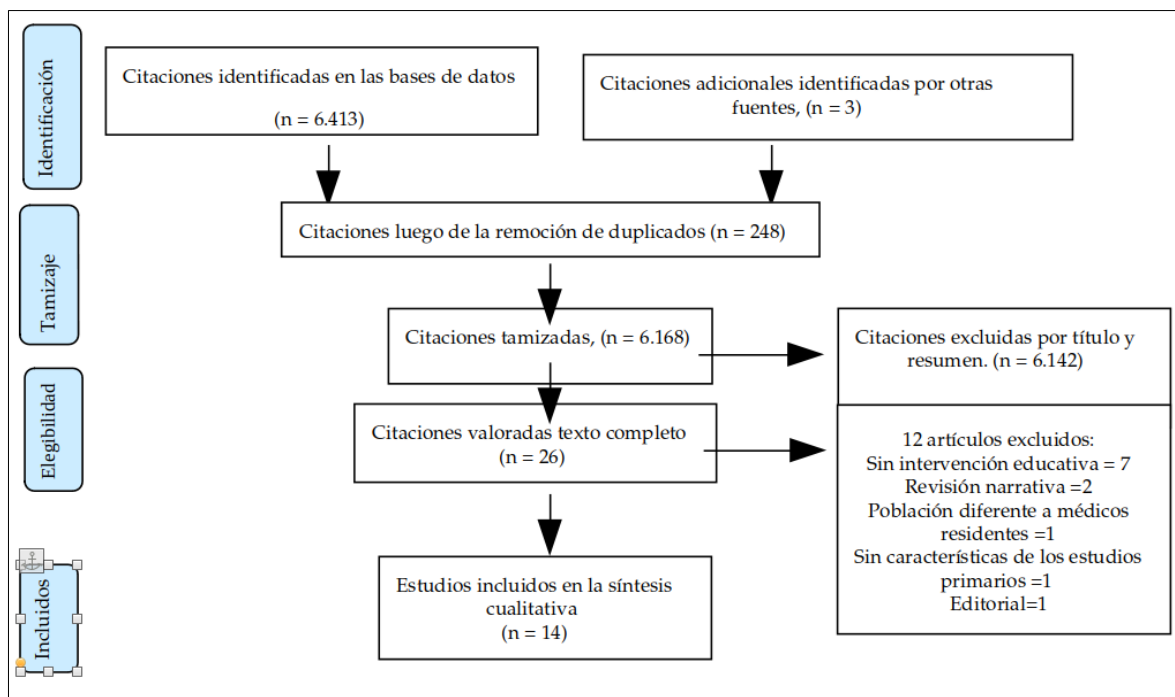 Identificación
Citaciones identificadas en las bases de datos
(n = 6.413)
Citaciones adicionales identificadas por otras
fuentes, (n = 3)
Tamizaje
Citaciones luego de la remoción de duplicados (n = 248)
Citaciones tamizadas, (n = 6.168)
Citaciones excluidas por título y
resumen. (n = 6.142)
Elegibilidad
Citaciones valoradas texto completo
(n = 26)
12 artículos excluidos:
Sin intervención educativa = 7
Revisión narrativa =2
Población diferente a médicos
residentes =1
Sin características de los estudios
primarios =1
Editorial=1
Incluidos
Estudios incluidos en la síntesis
cualitativa
(n = 14)